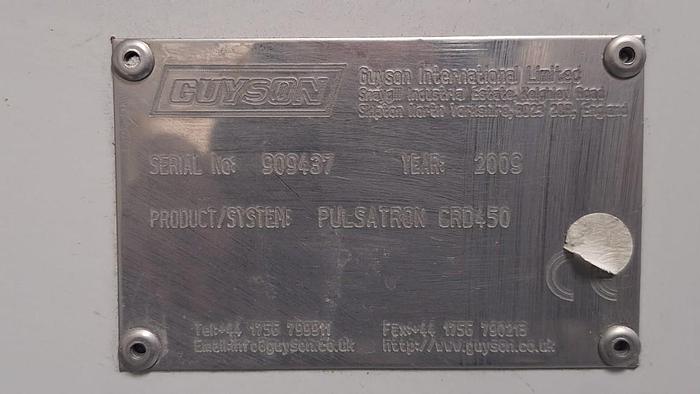 GUYSON
Guyson International Limited
Snaygill Industrial Estate, Keighley Road
Skipton North Yorkshire, BD23 2QR, England
SERIAL No: 909437 YEAR: 2009
PRODUCT/SYSTEM: PULSATRON CRD450
CE
Tel:+44 1756 799911 Fax:+44 1756 790213
Email:info@guyson.co.uk http://www.guyson.co.uk